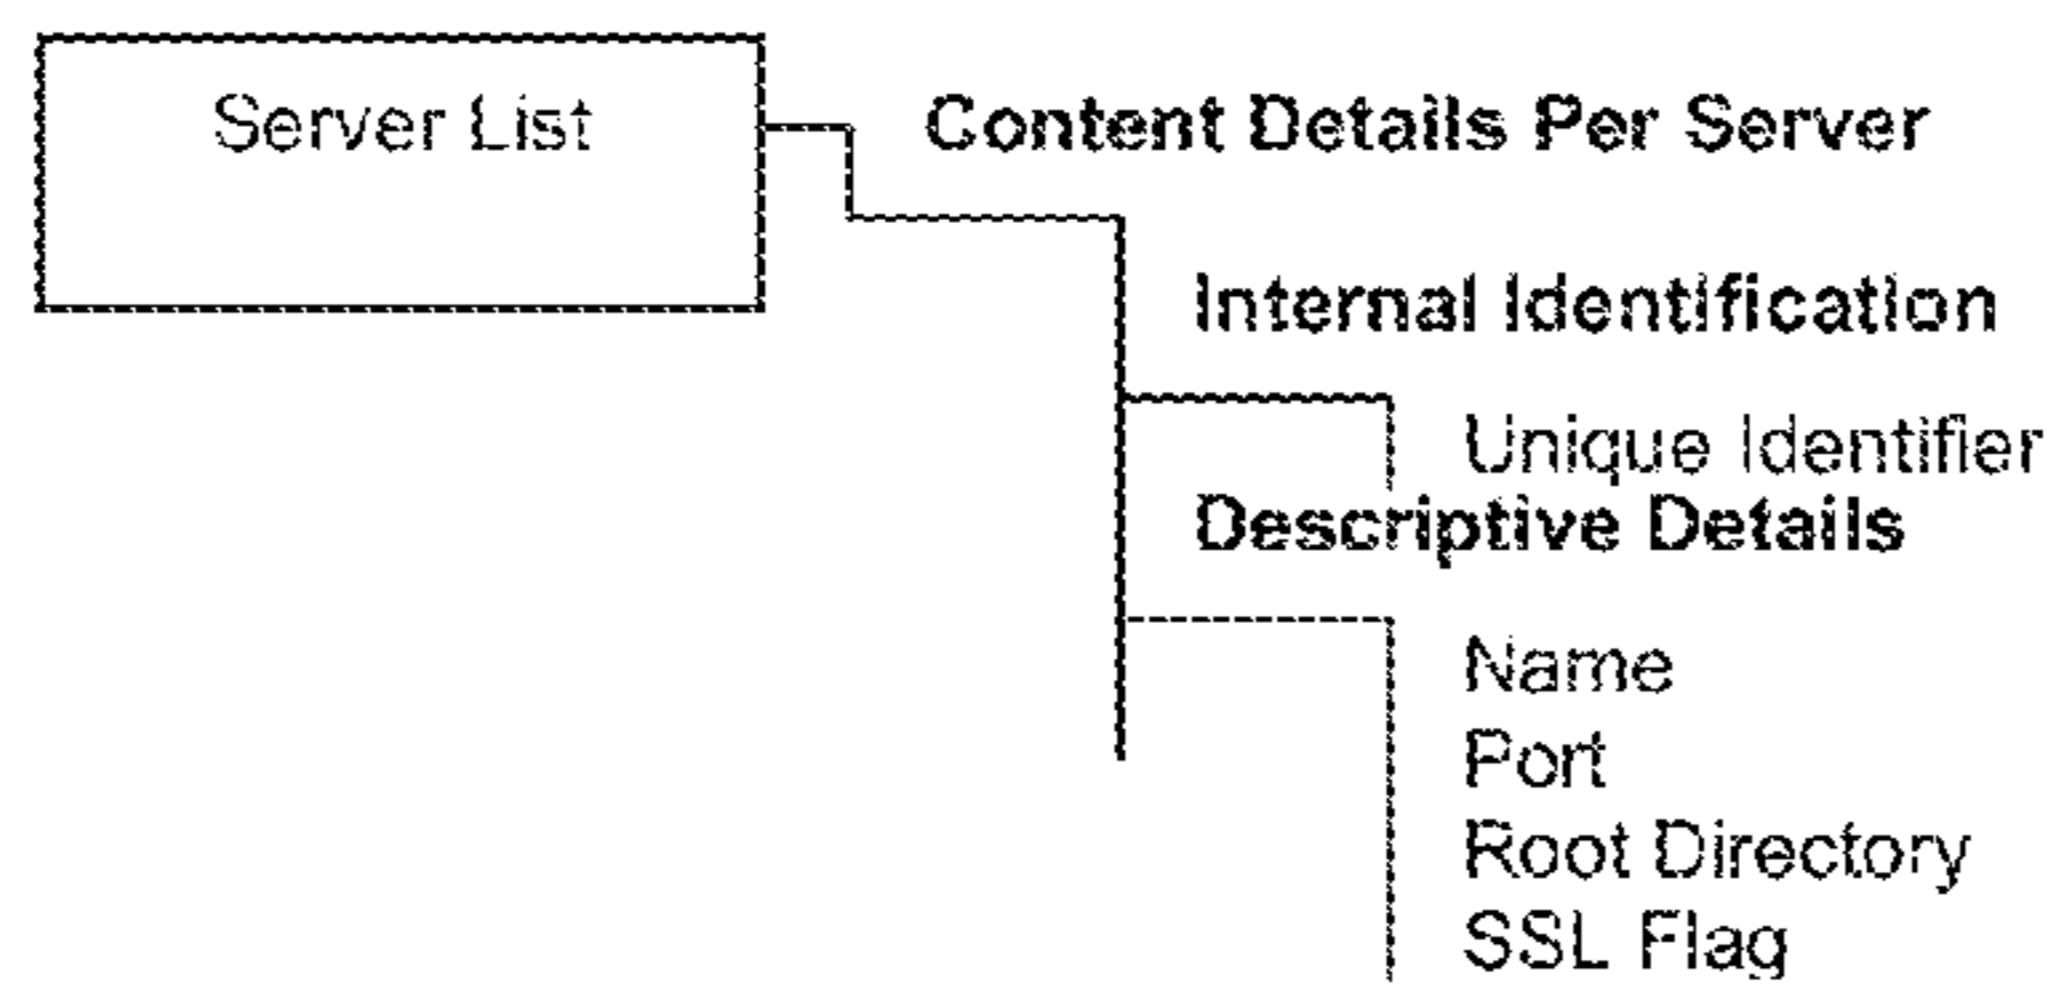 Server List
Content Details Per Server
Internal Identification
Unique Identifier
Descriptive Details
Name
Port
Root Directory
SSL Flag